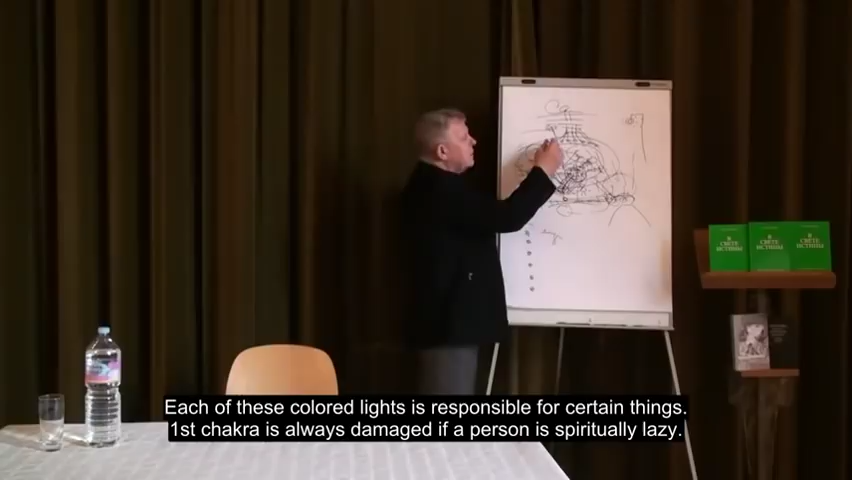 В
СВЕТЕ
ИСТИНЫ
В
СВЕТЕ
ИСТИНЫ
В
СВЕТЕ
ИСТИНЫ
Each of these colored lights is responsible for certain things.
1st chakra is always damaged if a person is spiritually lazy.